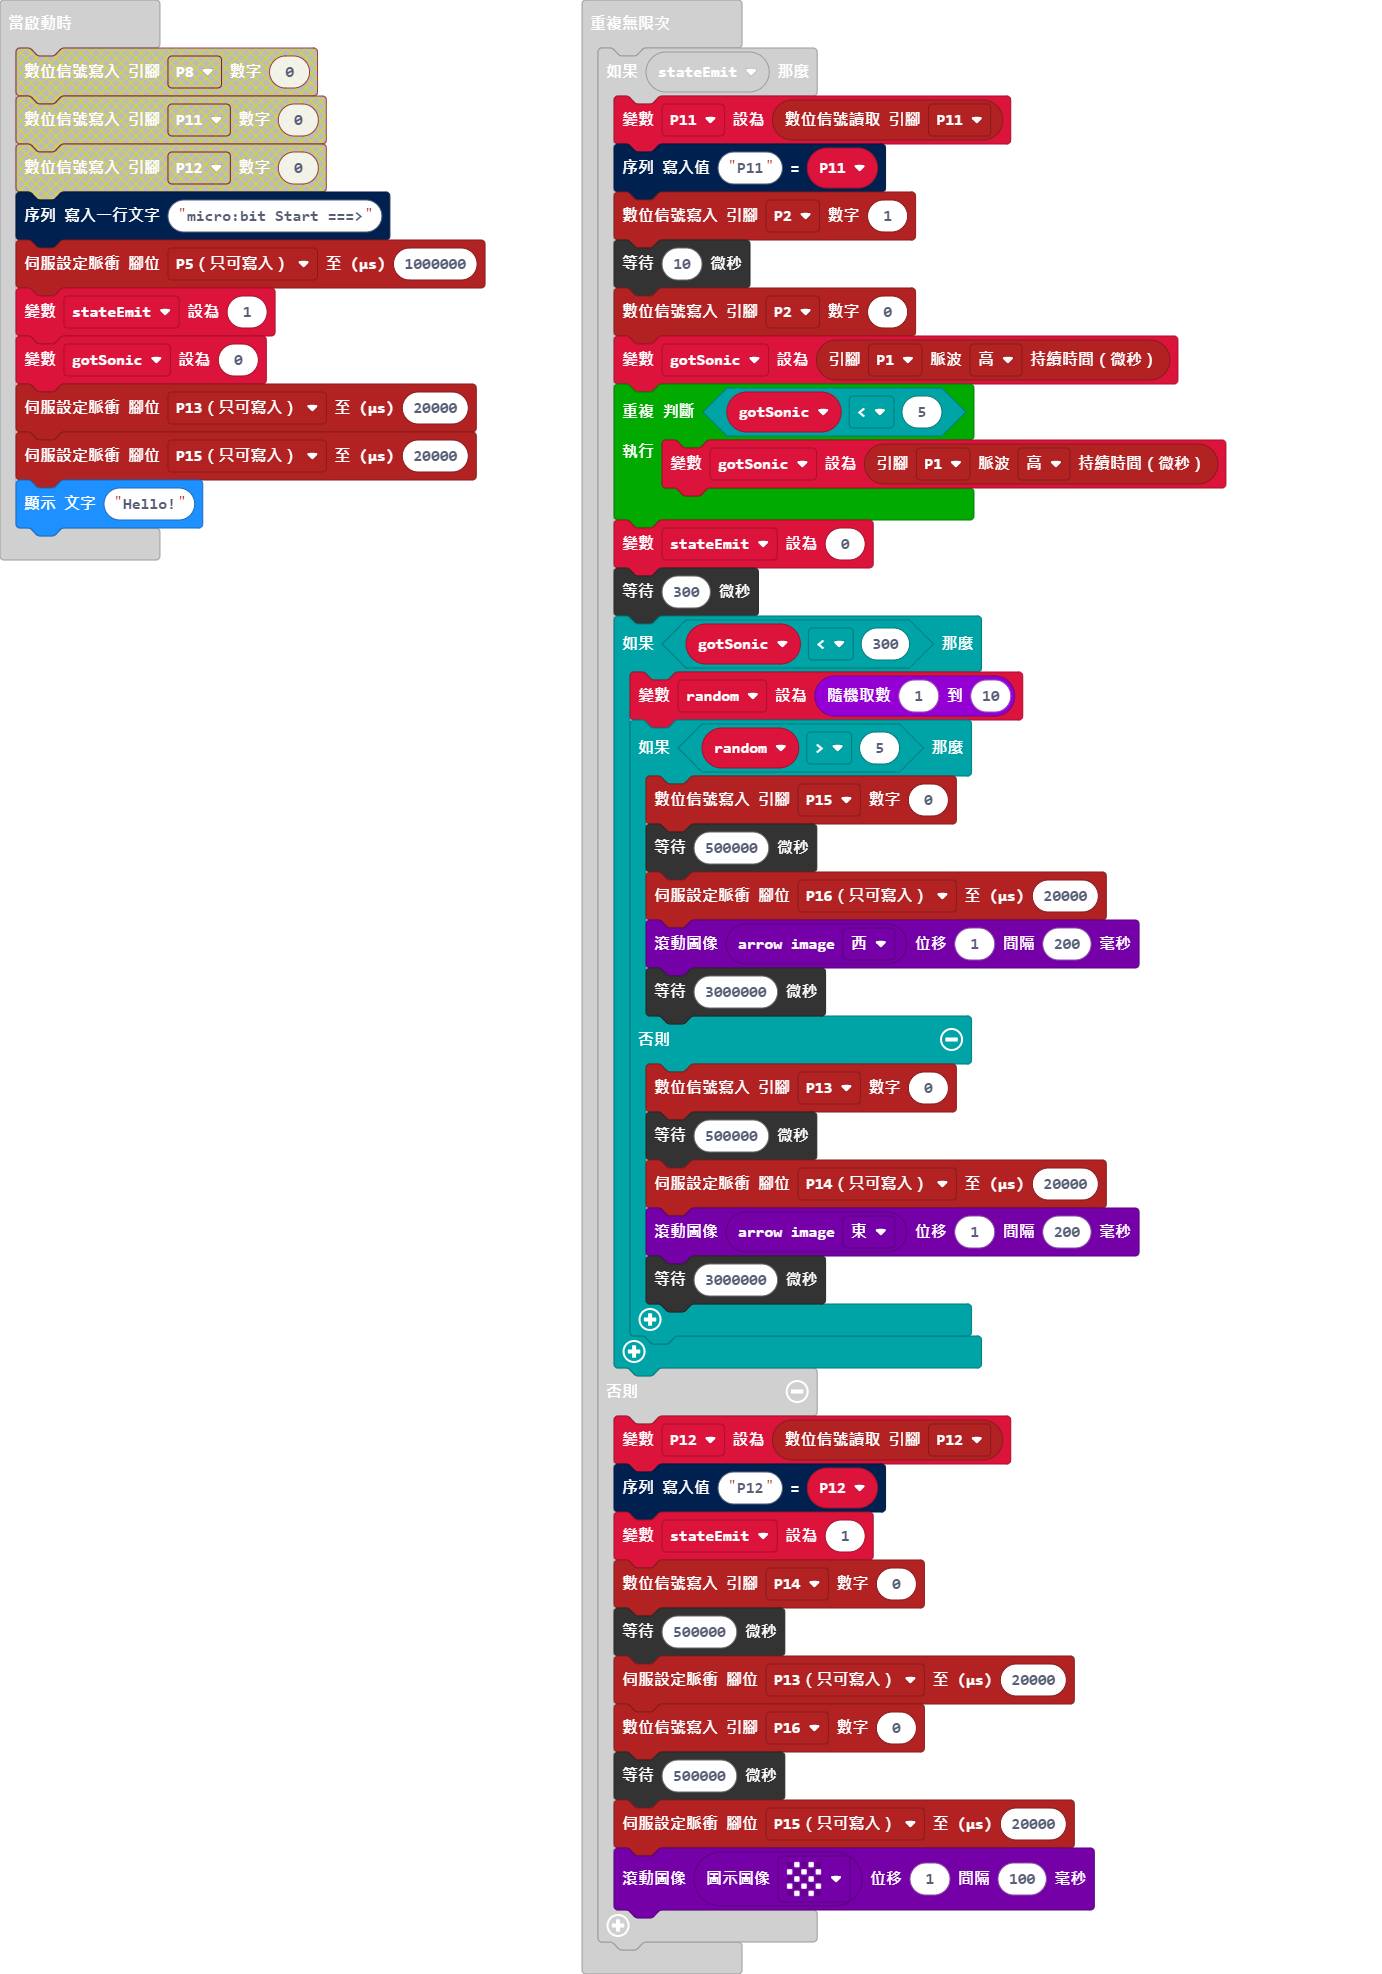 當啟動時
數位信號寫入 引腳 P8 數字 0
數位信號寫入 引腳 P11 數字 0
數位信號寫入 引腳 P12 數字 0
序列 寫入一行文字 "micro:bit Start ===>"
伺服設定脈衝 腳位 P5（只可寫入） 至 (μs) 1000000
變數 stateEmit 設為 1
變數 gotSonic 設為 0
伺服設定脈衝 腳位 P13（只可寫入） 至 (μs) 20000
伺服設定脈衝 腳位 P15（只可寫入） 至 (μs) 20000
顯示 文字 "Hello!"
重複無限次
如果 stateEmit 那麼
變數 P11 設為 數位信號讀取 引腳 P11
序列 寫入值 "P11" = P11
數位信號寫入 引腳 P2 數字 1
等待 10 微秒
數位信號寫入 引腳 P2 數字 0
變數 gotSonic 設為 引腳 P1 脈波 高 持續時間（微秒）
重複 判斷 gotSonic < 5
執行 變數 gotSonic 設為 引腳 P1 脈波 高 持續時間（微秒）
變數 stateEmit 設為 0
等待 300 微秒
如果 gotSonic < 300 那麼
變數 random 設為 隨機取數 1 到 10
如果 random > 5 那麼
數位信號寫入 引腳 P15 數字 0
等待 500000 微秒
伺服設定脈衝 腳位 P16（只可寫入） 至 (μs) 20000
滾動圖像 arrow image 西 位移 1 間隔 200 毫秒
等待 3000000 微秒
否則
數位信號寫入 引腳 P13 數字 0
等待 500000 微秒
伺服設定脈衝 腳位 P14（只可寫入） 至 (μs) 20000
滾動圖像 arrow image 東 位移 1 間隔 200 毫秒
等待 3000000 微秒
否則
變數 P12 設為 數位信號讀取 引腳 P12
序列 寫入值 "P12" = P12
變數 stateEmit 設為 1
數位信號寫入 引腳 P14 數字 0
等待 500000 微秒
伺服設定脈衝 腳位 P13（只可寫入） 至 (μs) 20000
數位信號寫入 引腳 P16 數字 0
等待 500000 微秒
伺服設定脈衝 腳位 P15（只可寫入） 至 (μs) 20000
滾動圖像 圖示圖像 位移 1 間隔 100 毫秒